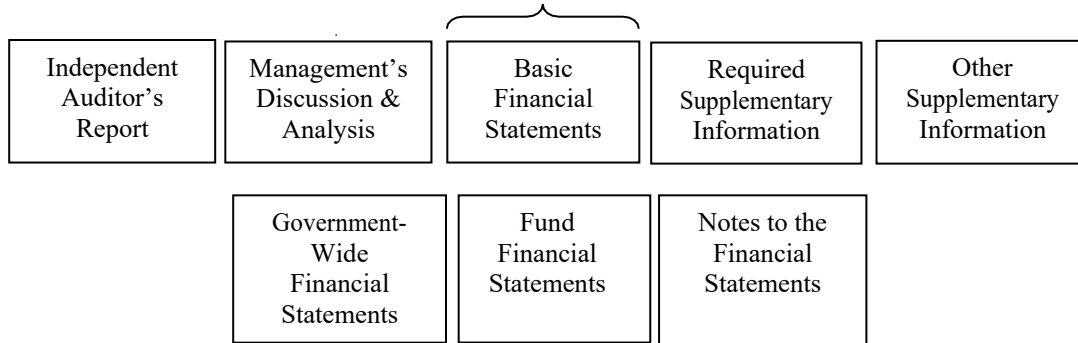 Independent
Auditor’s
Report
Management’s
Discussion &
Analysis
Basic
Financial
Statements
Required
Supplementary
Information
Other
Supplementary
Information
Government-
Wide
Financial
Statements
Fund
Financial
Statements
Notes to the
Financial
Statements